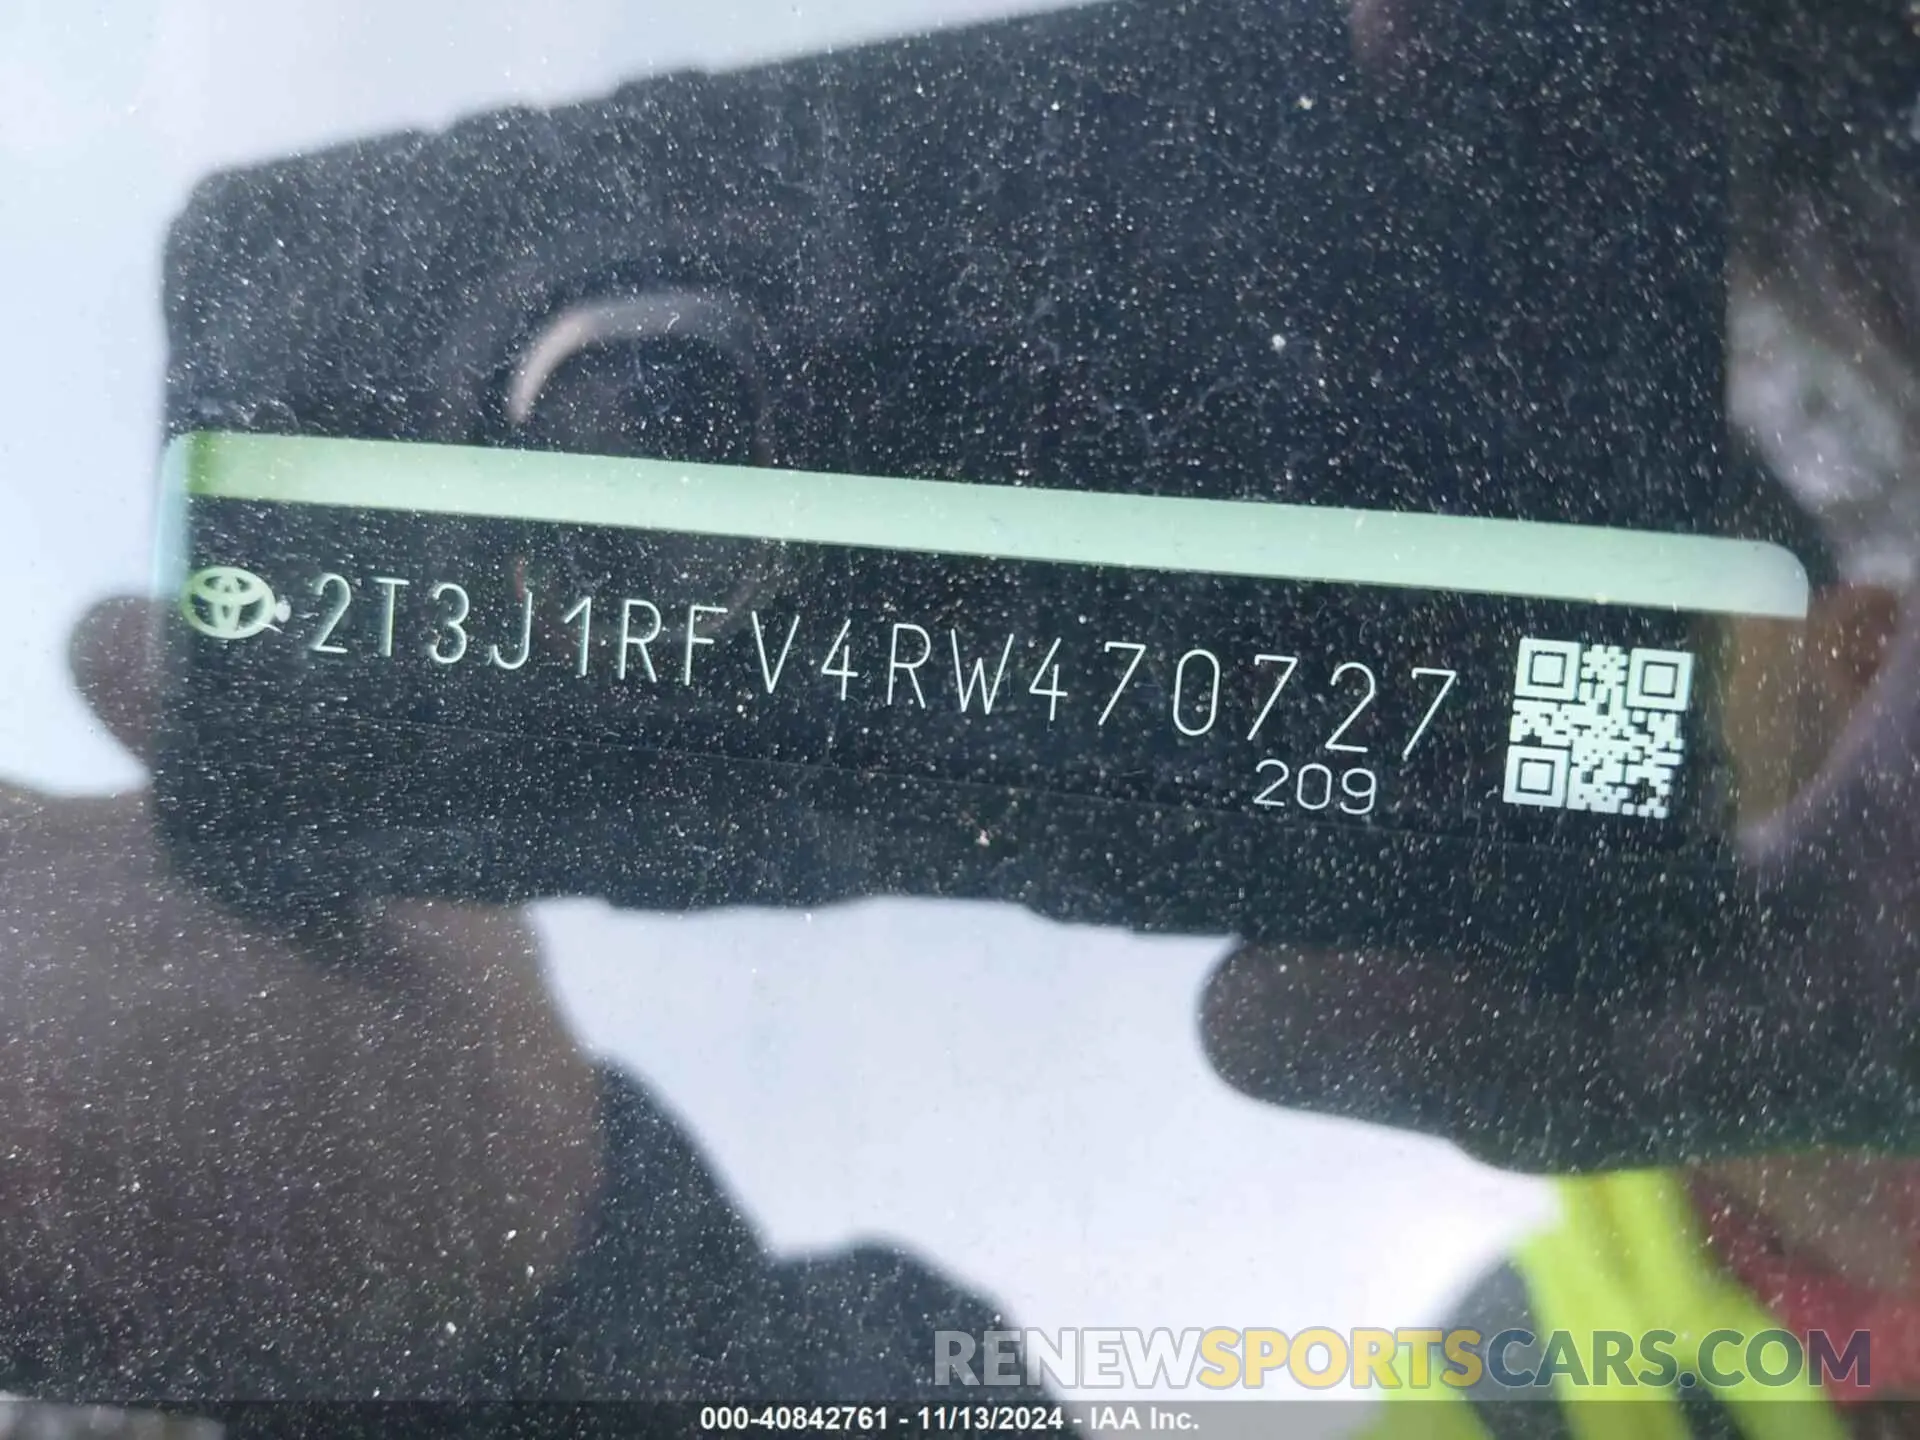 2T3J1RFV4RW470727
209
RENEWSPORTSCARS.COM
000-40842761 - 11/13/2024 - IAA Inc.